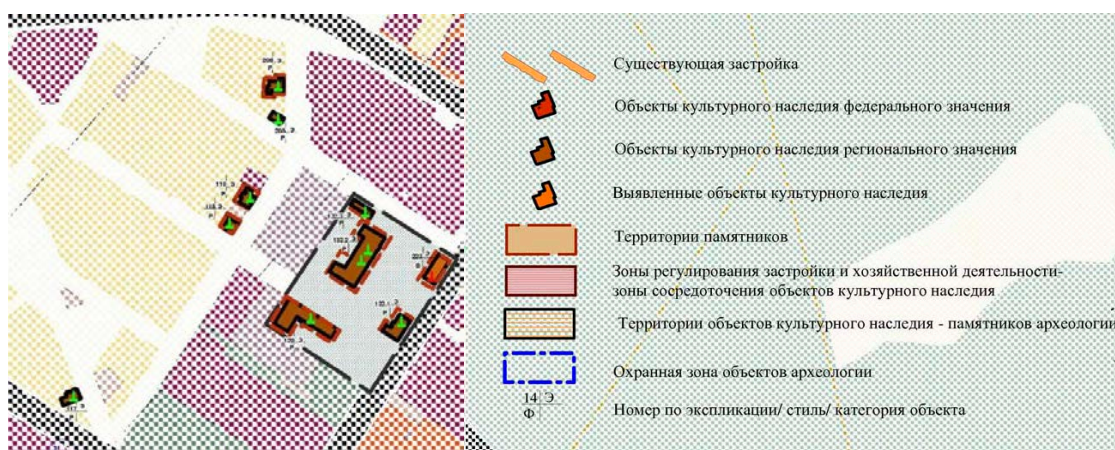 Существующая застройка
Объекты культурного наследия федерального значения
Объекты культурного наследия регионального значения
Выявленные объекты культурного наследия
Территории памятников
Зоны регулирования застройки и хозяйственной деятельности-
зоны сосредоточения объектов культурного наследия
Территории объектов культурного наследия - памятников археологии
Охранная зона объектов археологии
14 Э
Ф
Номер по экспликации/ стиль/ категория объекта